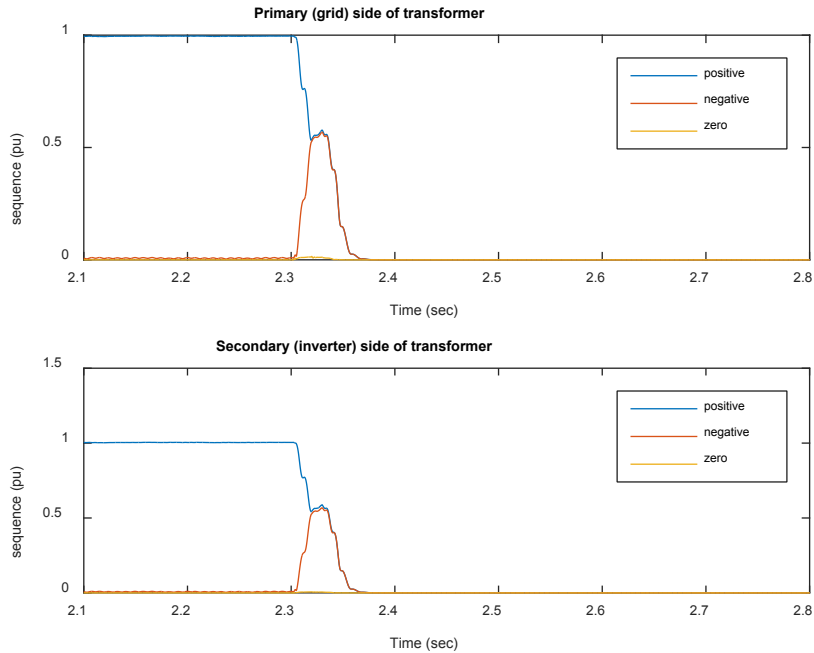 Primary (grid) side of transformer
1
0.5
0
sequence (pu)
positive
negative
zero
2.1 2.2 2.3 2.4 2.5 2.6 2.7 2.8
Time (sec)
Secondary (inverter) side of transformer
1.5
1
0.5
0
sequence (pu)
positive
negative
zero
2.1 2.2 2.3 2.4 2.5 2.6 2.7 2.8
Time (sec)